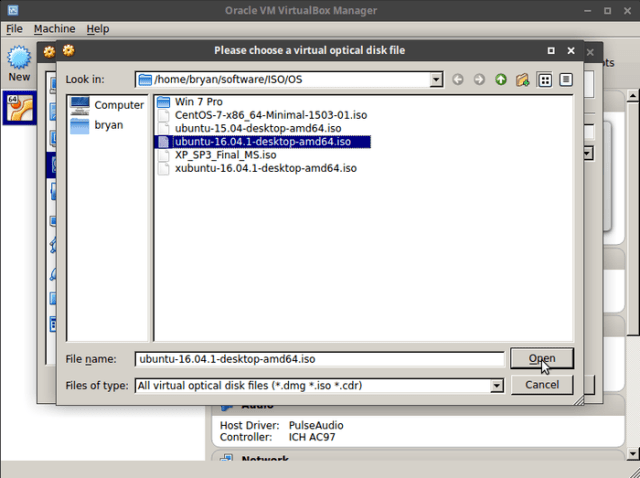 Oracle VM VirtualBox Manager
File Machine Help
Please choose a virtual optical disk file
New
Look in: /home/bryan/software/ISO/OS
64
Computer
bryan
Win 7 Pro
CentOS-7-x86_64-Minimal-1503-01.iso
ubuntu-15.04-desktop-amd64.iso
ubuntu-16.04.1-desktop-amd64.iso
XP_SP3_Final_MS.iso
xubuntu-16.04.1-desktop-amd64.iso
File name: ubuntu-16.04.1-desktop-amd64.iso Open
Files of type: All virtual optical disk files (*.dmg *.iso *.cdr) Cancel
Audio
Host Driver: PulseAudio
Controller: ICH AC97
Network